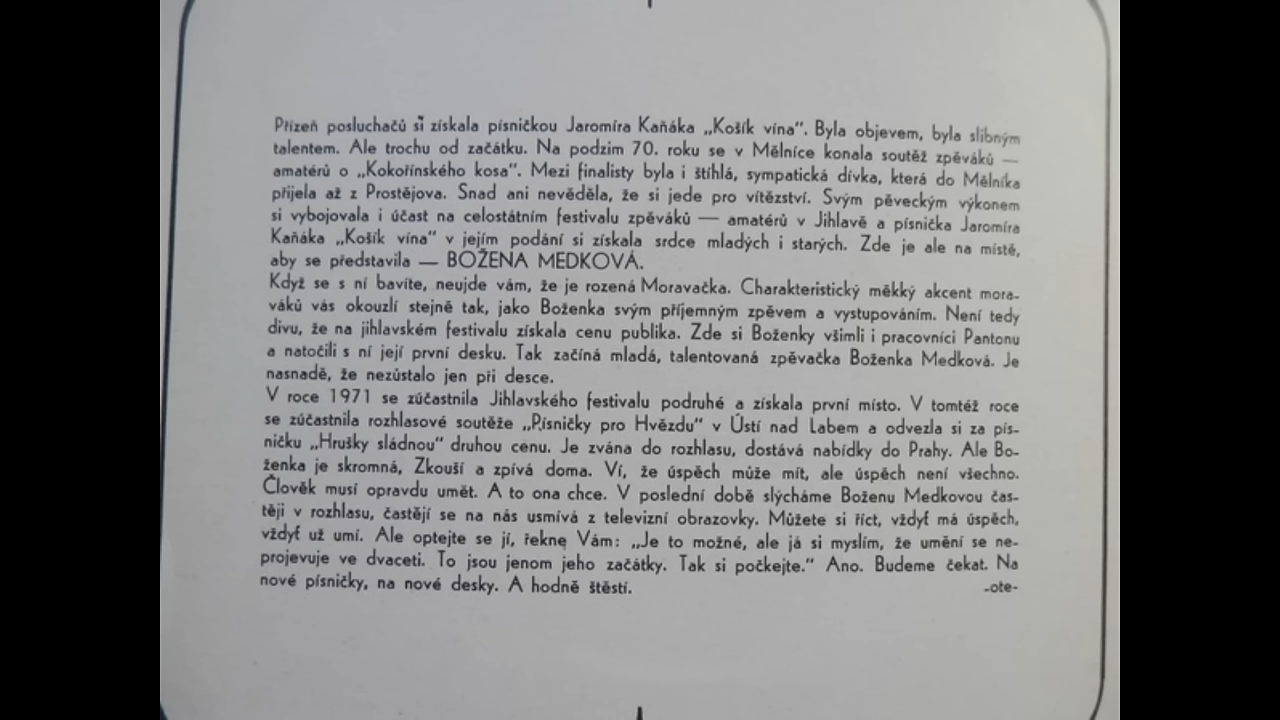 Přízeň posluchačů si získala písničkou Jaromíra Kaňáka „Košík vína“. Byla objevem, byla slibným
talentem. Ale trochu od začátku. Na podzim 70. roku se v Mělníce konala soutěž zpěváků —
amatérů o „Kokořínského kosa“. Mezi finalisty byla i štíhlá, sympatická dívka, která do Mělníka
přijela až z Prostějova. Snad ani nevěděla, že si jede pro vítězství. Svým pěveckým výkonem
si vybojovala i účast na celostátním festivalu zpěváků — amatérů v Jihlavě a písnička Jaromíra
Kaňáka „Košík vína“ v jejím podání si získala srdce mladých i starých. Zde je ale na místě,
aby se představila — BOŽENA MEDKOVÁ.
Když se s ní bavíte, neujde vám, že je rozená Moravačka. Charakteristický měkký akcent mora-
váků vás okouzlí stejně tak, jako Boženka svým příjemným zpěvem a vystupováním. Není tedy
divu, že na jihlavském festivalu získala cenu publika. Zde si Boženky všimli i pracovníci Pantonu
a natočili s ní její první desku. Tak začíná mladá, talentovaná zpěvačka Boženka Medková. Je
nasnadě, že nezůstalo jen při desce.
V roce 1971 se zúčastnila Jihlavského festivalu podruhé a získala první místo. V tomtéž roce
se zúčastnila rozhlasové soutěže „Písničky pro Hvězdu“ v Ústí nad Labem a odvezla si za pís-
ničku „Hrušky sládnou“ druhou cenu. Je zvána do rozhlasu, dostává nabídky do Prahy. Ale Bo-
ženka je skromná, Zkouší a zpívá doma. Ví, že úspěch může mít, ale úspěch není všechno.
Člověk musí opravdu umět. A to ona chce. V poslední době slýcháme Boženu Medkovou čas-
těji v rozhlasu, častějí se na nás usmívá z televizní obrazovky. Můžete si říct, vždyť má úspěch,
vždyť už umí. Ale optejte se jí, řekne Vám: „Je to možné, ale já si myslím, že umění se ne-
projevuje ve dvaceti. To jsou jenom jeho začátky. Tak si počkejte.“ Ano. Budeme čekat. Na
nové písničky, na nové desky. A hodně štěstí. -ote-